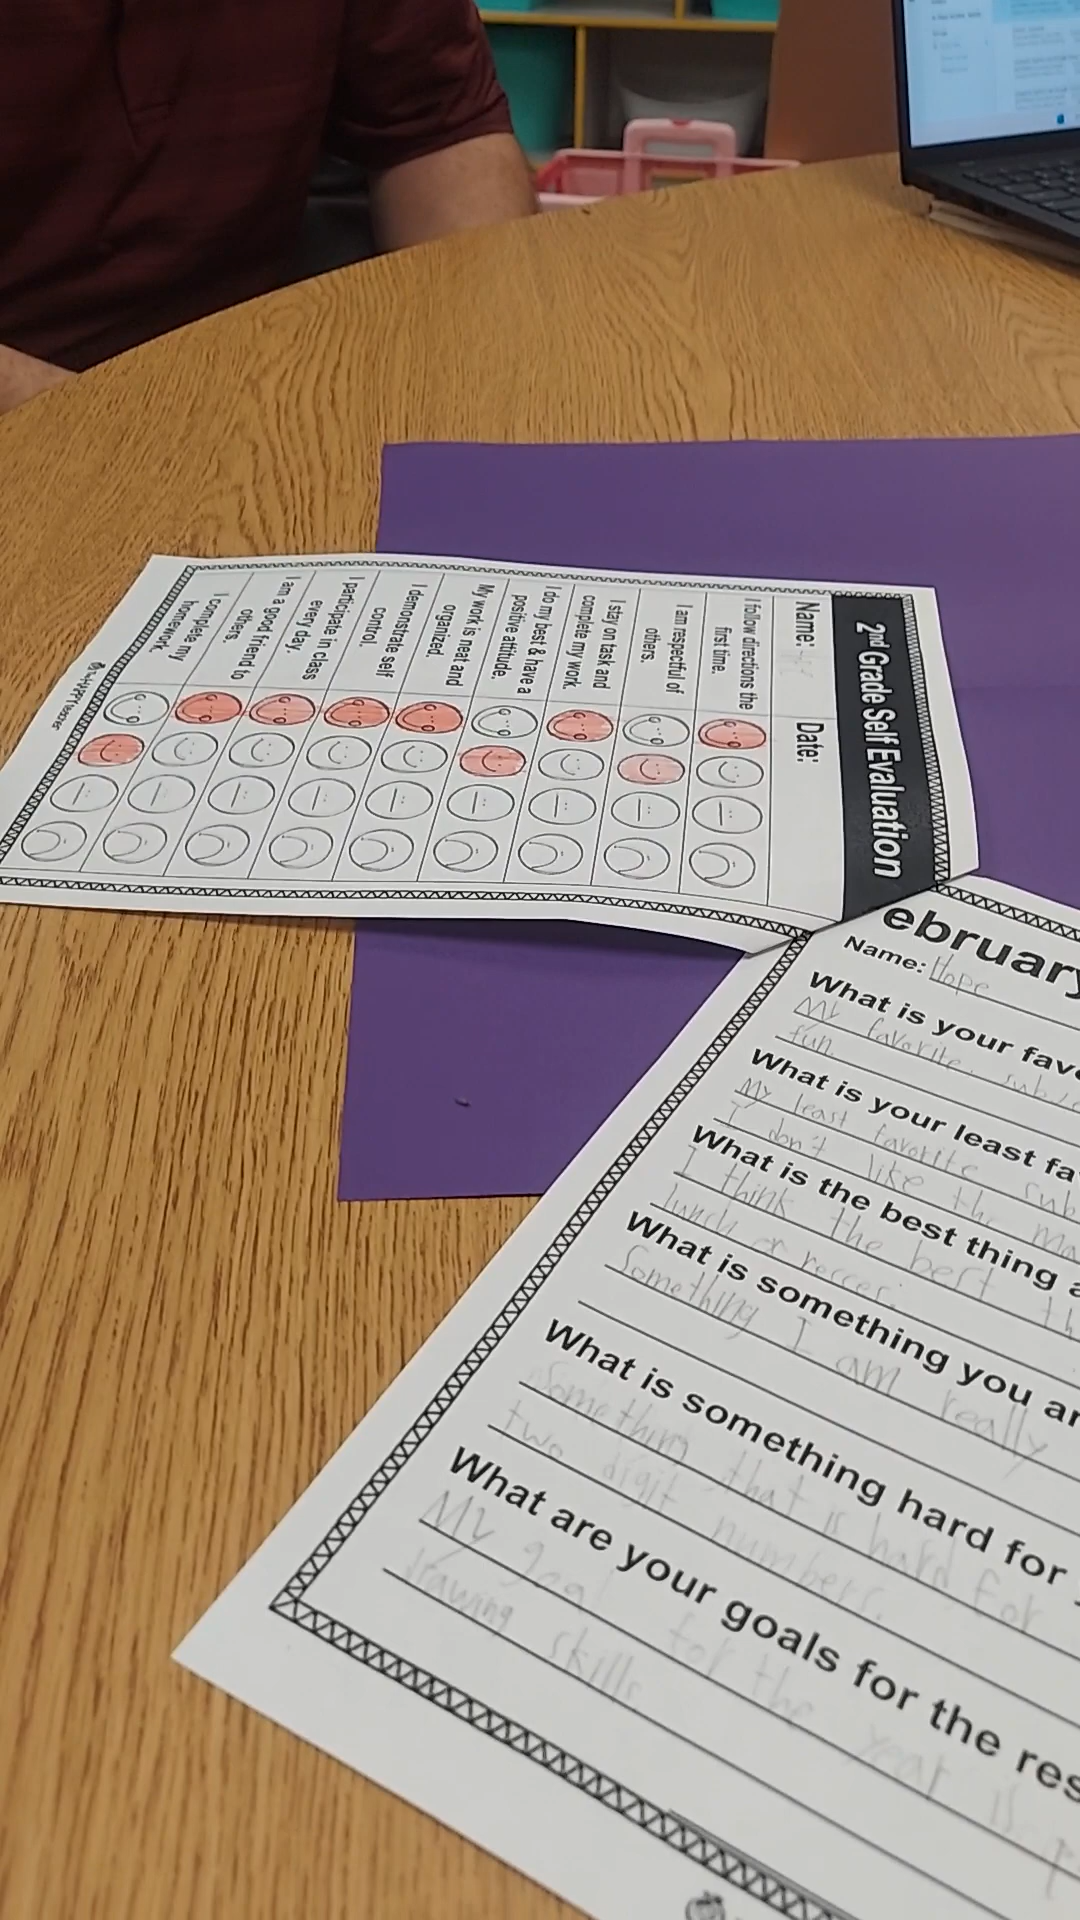 2nd Grade Self Evaluation
Name:
Date:
I follow directions the
first time.
I am respectful of
others.
I stay on task and
complete my work.
I do my best & have a
positive attitude.
My work is neat and
organized.
I demonstrate self
control.
I participate in class
every day.
I am a good friend to
others.
I complete my
homework.
ebruary
Name: Hope
What is your favo
My favorite subje
fun.
What is your least fa
My least favorite sub
I don't like the ma
What is the best thing a
I think the best th
lunch or recces.
What is something you ar
Something I am really
What is something hard for
Something that is hard for
two digit numbers.
What are your goals for the res
My goal for the year is
drawing skills